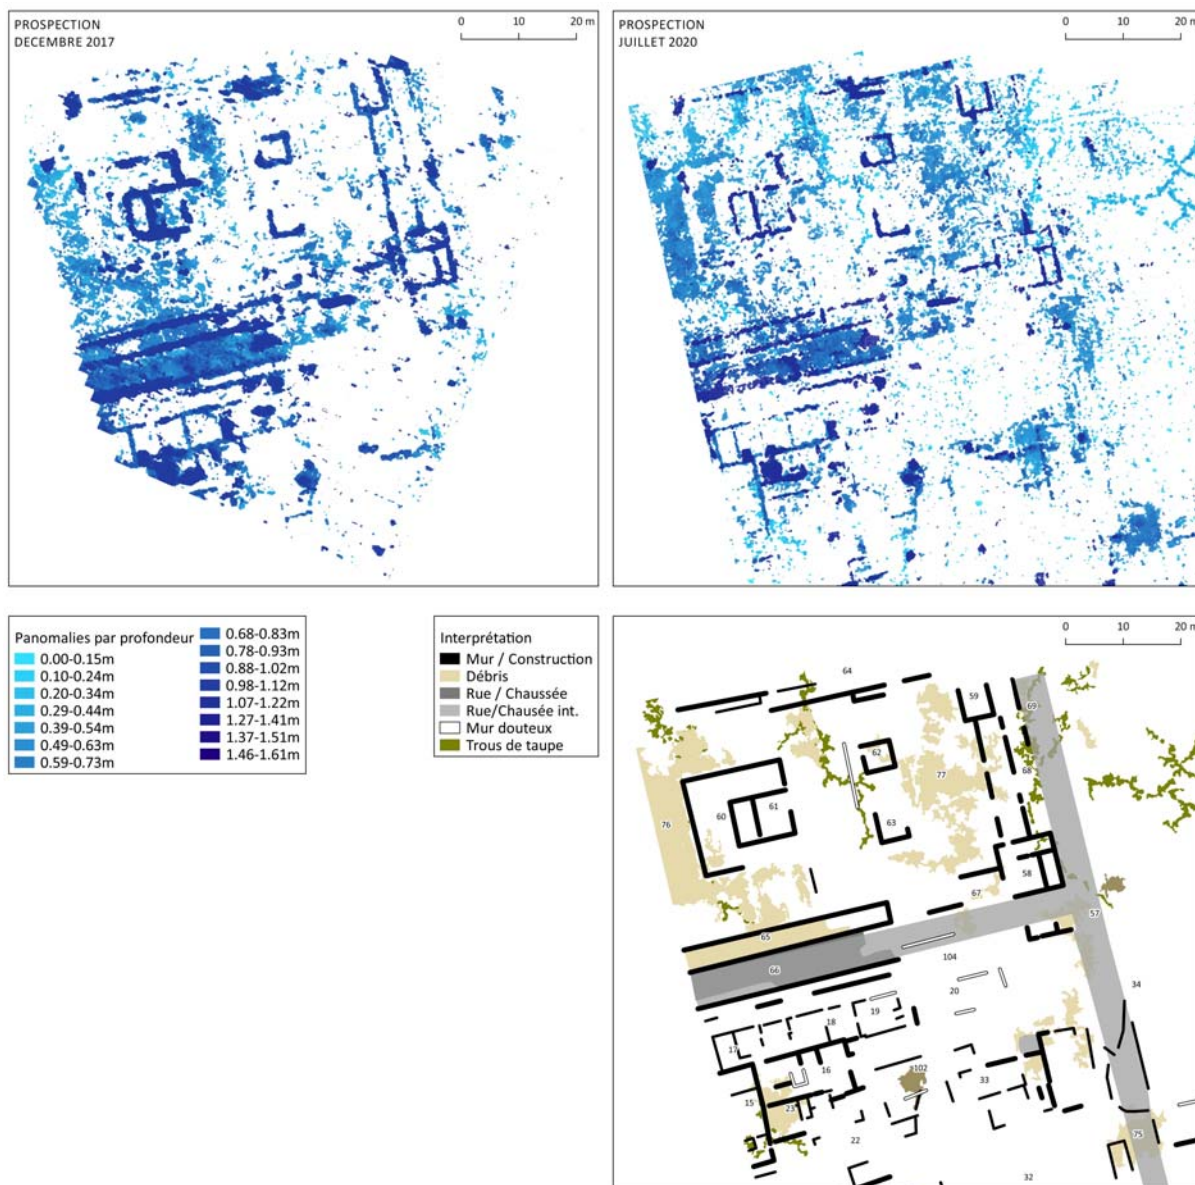 PROSPECTION
DECEMBRE 2017
0 10 20 m
PROSPECTION
JUILLET 2020
0 10 20 m
Panomalies par profondeur
0.00-0.15m
0.10-0.24m
0.20-0.34m
0.29-0.44m
0.39-0.54m
0.49-0.63m
0.59-0.73m
0.68-0.83m
0.78-0.93m
0.88-1.02m
0.98-1.12m
1.07-1.22m
1.27-1.41m
1.37-1.51m
1.46-1.61m
Interprétation
Mur / Construction
Débris
Rue / Chaussée
Rue/Chausée int.
Mur douteux
Trous de taupe
0 10 20 m
64
59
69
62
77
68
61
60
63
76
58
67
57
65
104
66
20
34
19
18
17
16
s102
33
15
23
22
75
32